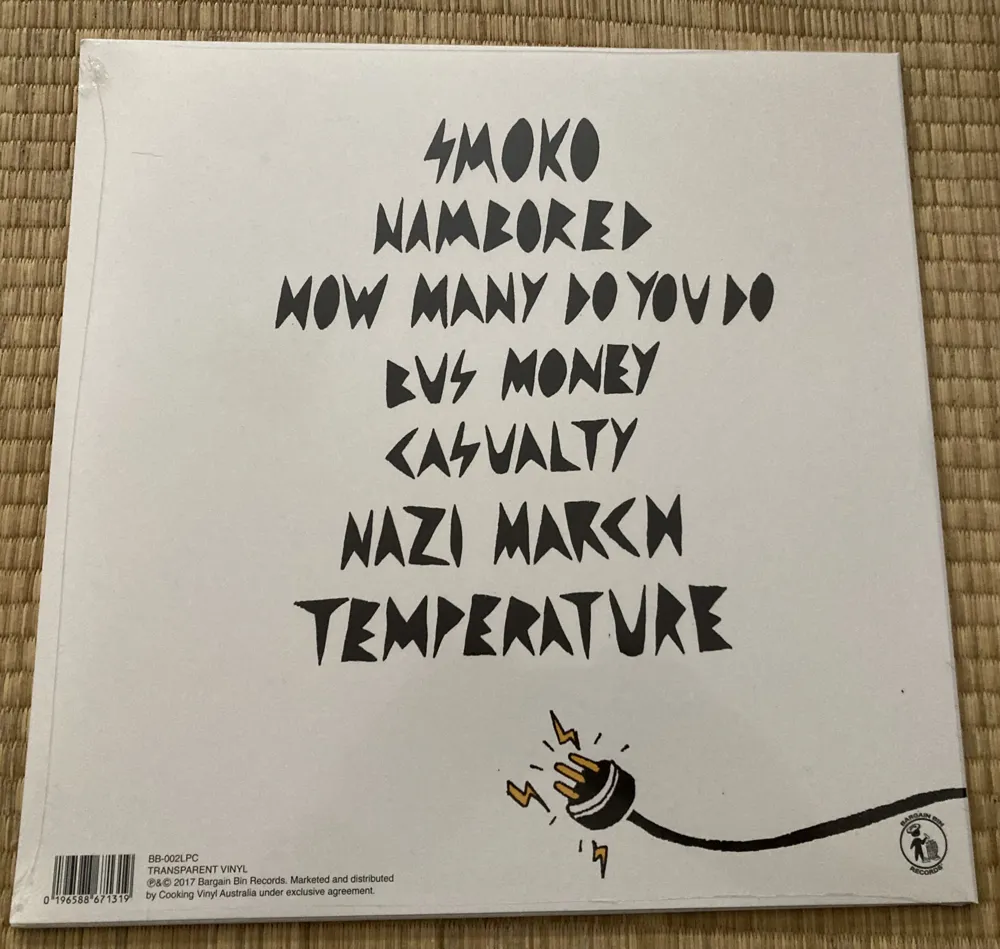 SMOKO
NAMBORED
HOW MANY DO YOU DO
BUS MONEY
CASUALTY
NAZI MARCH
TEMPERATURE
BARGAIN BIN
RECORDS
BB-002LPC
TRANSPARENT VINYL
℗&© 2017 Bargain Bin Records. Marketed and distributed
by Cooking Vinyl Australia under exclusive agreement.
0 196588 671319